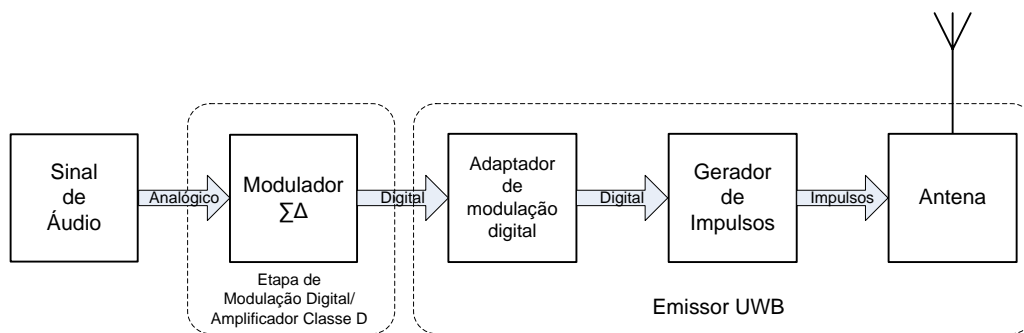 Sinal
de
Áudio
Analógico
Modulador
∑Δ
Digital
Etapa de
Modulação Digital/
Amplificador Classe D
Adaptador
de
modulação
digital
Digital
Gerador
de
Impulsos
Impulsos
Antena
Emissor UWB